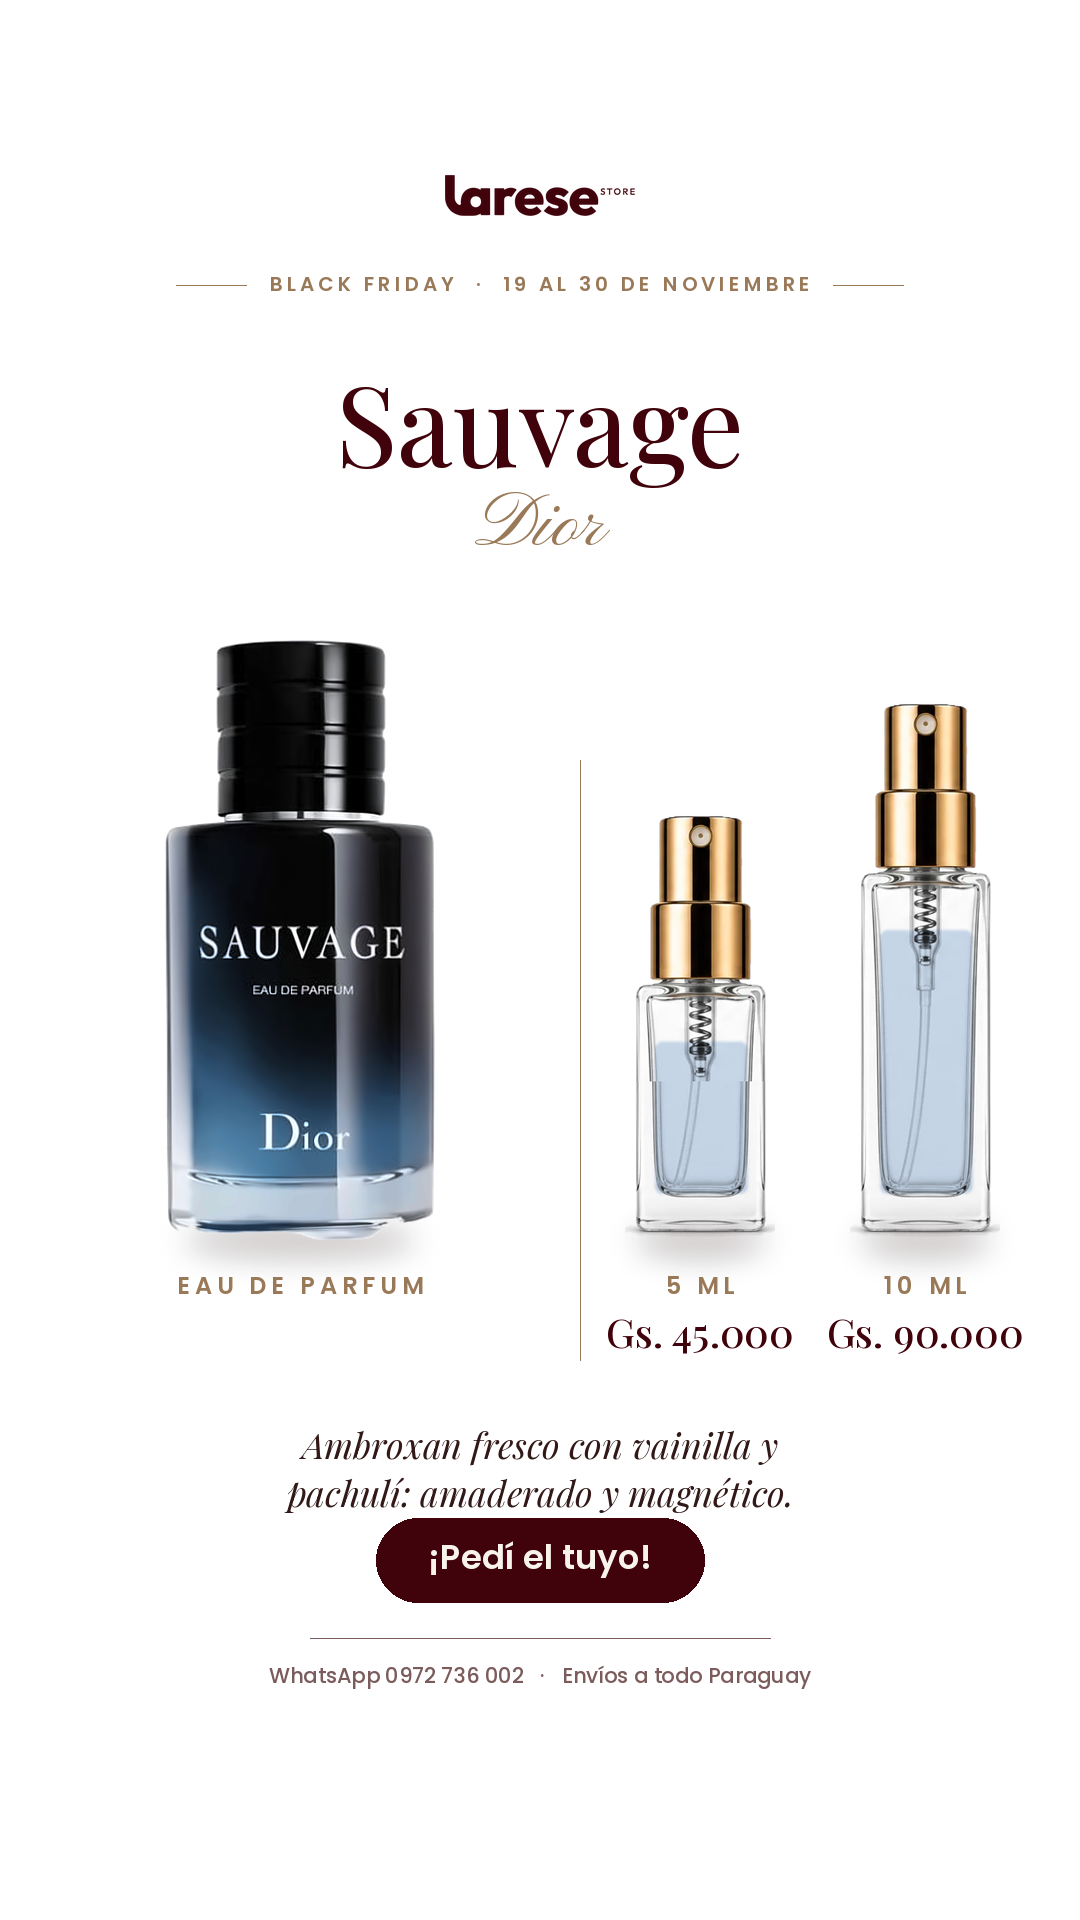 Larese STORE
BLACK FRIDAY · 19 AL 30 DE NOVIEMBRE
Sauvage
Dior
SAUVAGE
EAU DE PARFUM
Dior
EAU DE PARFUM
5 ML
Gs. 45.000
10 ML
Gs. 90.000
Ambroxan fresco con vainilla y
pachulí: amaderado y magnético.
¡Pedí el tuyo!
WhatsApp 0972 736 002 · Envíos a todo Paraguay